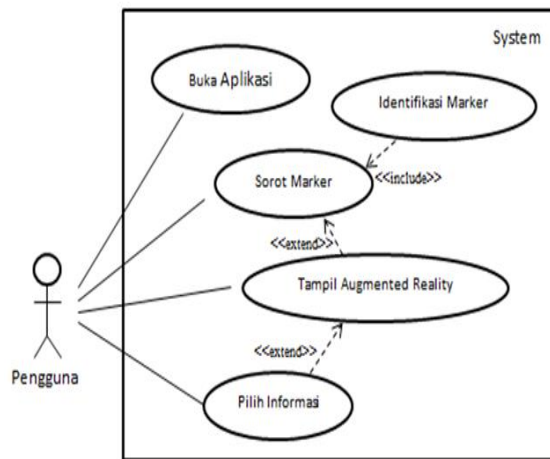 System
Buka Aplikasi
Identifikasi Marker
Sorot Marker
<<include>>
<<extend>>
Tampil Augmented Reality
<<extend>>
Pengguna
Pilih Informasi